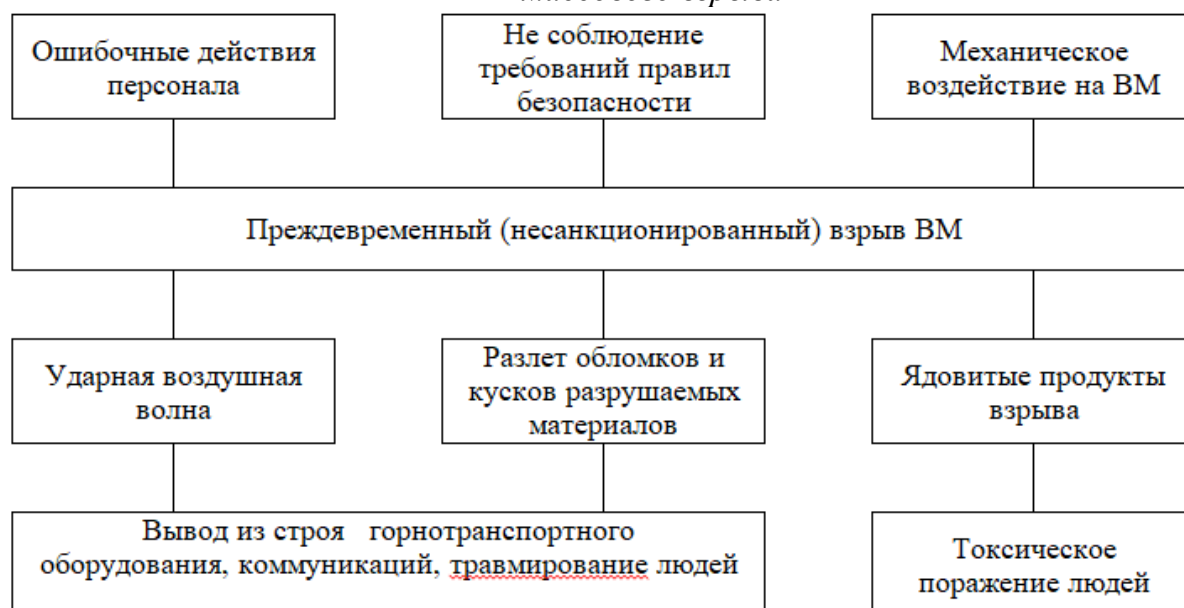 Ошибочные действия
персонала
Не соблюдение
требований правил
безопасности
Механическое
воздействие на ВМ
Преждевременный (несанкционированный) взрыв ВМ
Ударная воздушная
волна
Разлет обломков и
кусков разрушаемых
материалов
Ядовитые продукты
взрыва
Вывод из строя горнотранспортного
оборудования, коммуникаций, травмирование людей
Токсическое
поражение людей